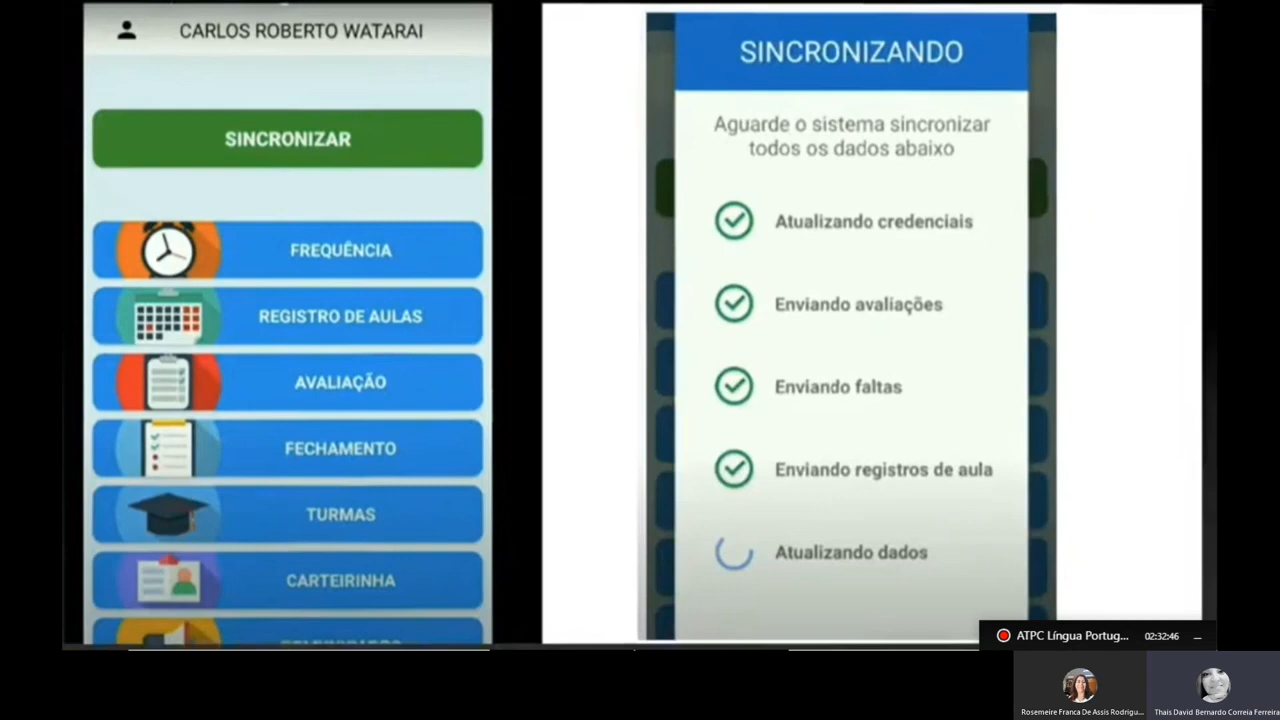 CARLOS ROBERTO WATARAI
SINCRONIZAR
FREQUÊNCIA
REGISTRO DE AULAS
AVALIAÇÃO
FECHAMENTO
TURMAS
CARTEIRINHA
SINCRONIZANDO
Aguarde o sistema sincronizar
todos os dados abaixo
Atualizando credenciais
Enviando avaliações
Enviando faltas
Enviando registros de aula
Atualizando dados
ATPC Língua Portug... 02:32:46
Rosemeire Franca De Assis Rodrigu...
Thais David Bernardo Correia Ferreira